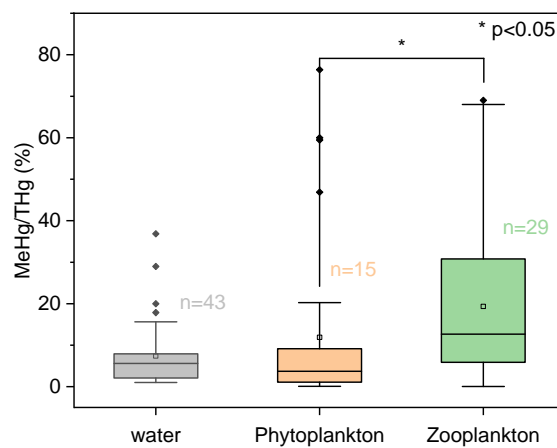 * p<0.05
*
80
60
40
20
0
MeHg/THg (%)
n=43
n=15
n=29
water
Phytoplankton
Zooplankton